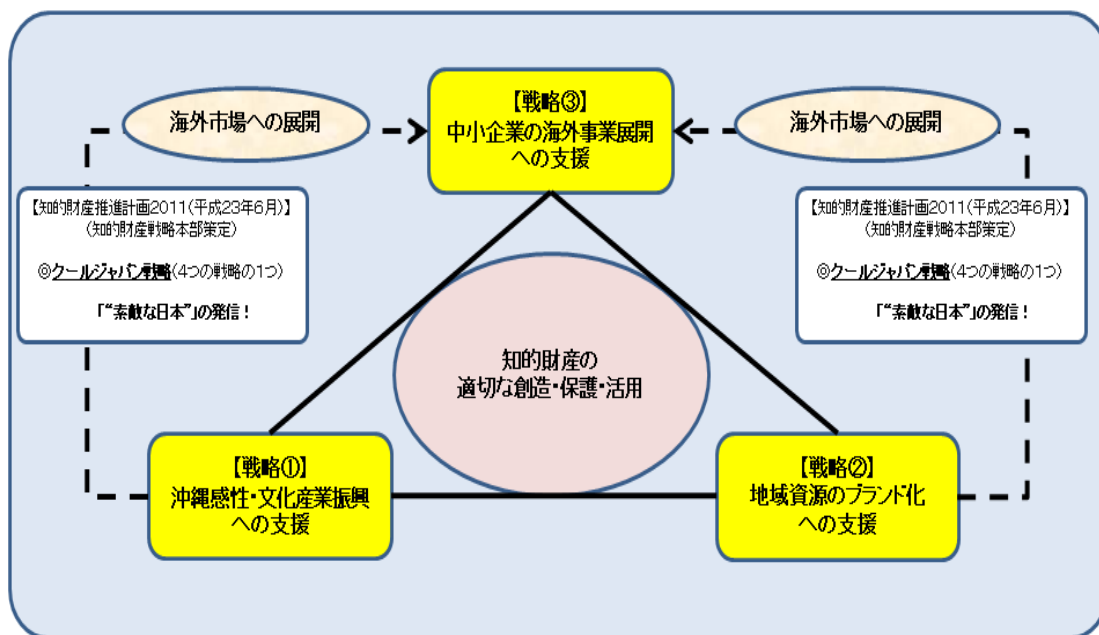 海外市場への展開
【戦略③】
中小企業の海外事業展開
への支援
海外市場への展開
【知的財産推進計画2011(平成23年6月)】
(知的財産戦略本部策定)
◎クールジャパン戦略(4つの戦略の1つ)
「“素敵な日本”」の発信!
【知的財産推進計画2011(平成23年6月)】
(知的財産戦略本部策定)
◎クールジャパン戦略(4つの戦略の1つ)
「“素敵な日本”」の発信!
知的財産の
適切な創造・保護・活用
【戦略①】
沖縄感性・文化産業振興
への支援
【戦略②】
地域資源のブランド化
への支援